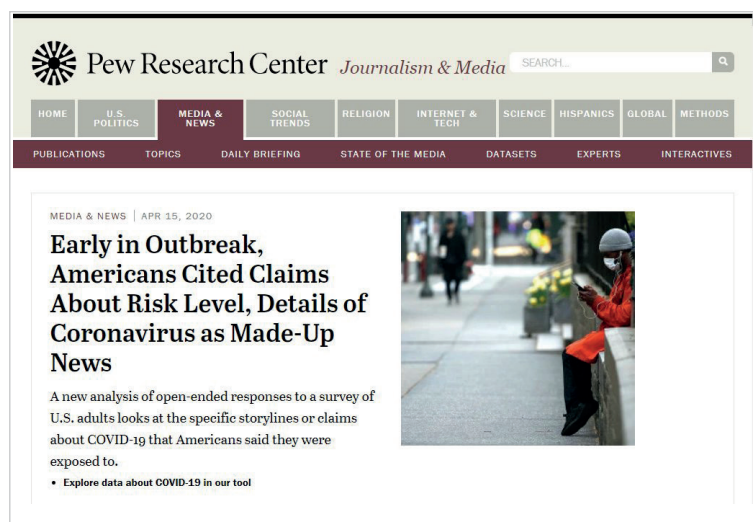 Pew Research Center Journalism & Media
SEARCH...
HOME
U.S.
POLITICS
MEDIA &
NEWS
SOCIAL
TRENDS
RELIGION
INTERNET &
TECH
SCIENCE
HISPANICS
GLOBAL
METHODS
PUBLICATIONS TOPICS DAILY BRIEFING STATE OF THE MEDIA DATASETS EXPERTS INTERACTIVES
MEDIA & NEWS | APR 15, 2020
Early in Outbreak,
Americans Cited Claims
About Risk Level, Details of
Coronavirus as Made-Up
News
A new analysis of open-ended responses to a survey of
U.S. adults looks at the specific storylines or claims
about COVID-19 that Americans said they were
exposed to.
• Explore data about COVID-19 in our tool